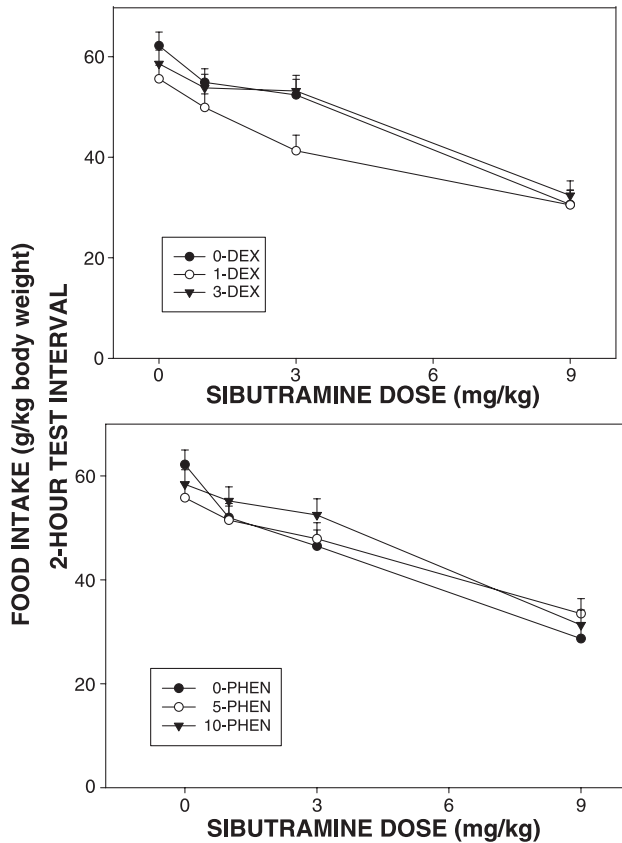 FOOD INTAKE (g/kg body weight)
2-HOUR TEST INTERVAL
60
40
20
0
0-DEX
1-DEX
3-DEX
0 3 6 9
SIBUTRAMINE DOSE (mg/kg)
60
40
20
0
0-PHEN
5-PHEN
10-PHEN
0 3 6 9
SIBUTRAMINE DOSE (mg/kg)